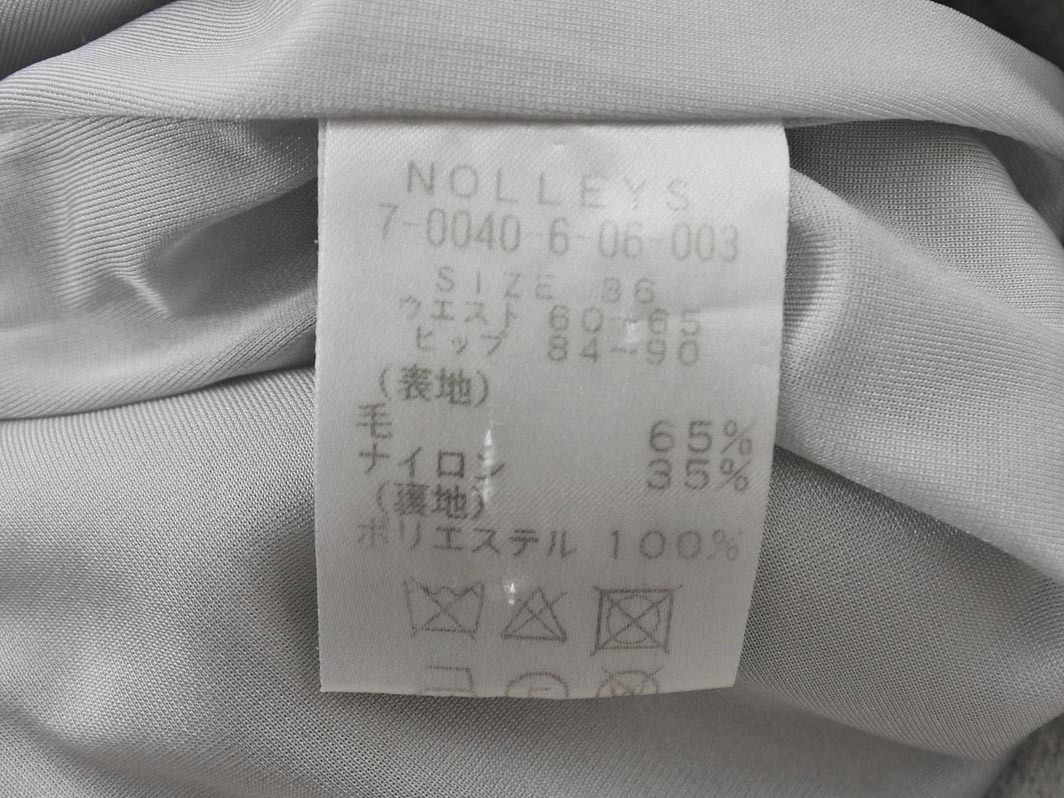 NOLLEYS
7-0040-6-06-003
SIZE 36
ウエスト 60-65
ヒップ 84-90
(表地)
毛 65%
ナイロン 35%
(裏地)
ポリエステル 100%